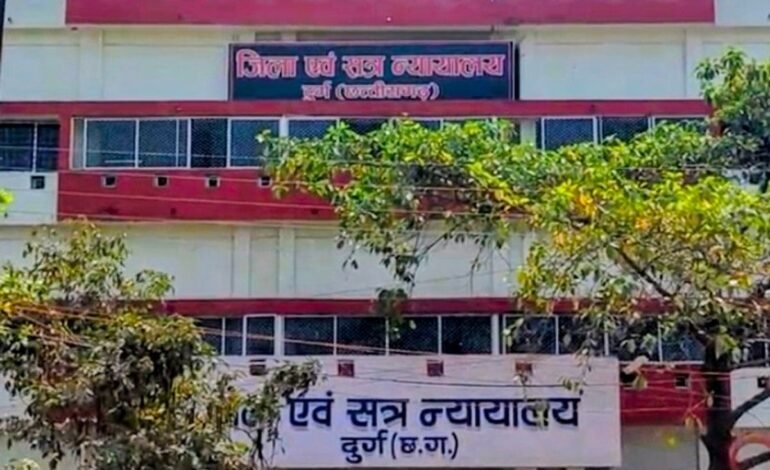 जिला एवं सत्र न्यायालय
दुर्ग (छत्तीसगढ़)
एवं सत्र न्यायालय
दुर्ग (छ.ग.)